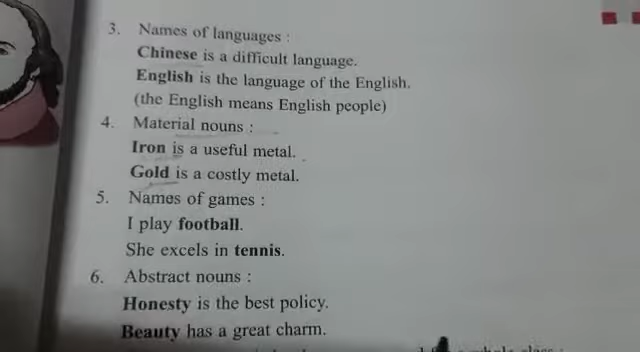 3. Names of languages :
Chinese is a difficult language.
English is the language of the English.
(the English means English people)
4. Material nouns :
Iron is a useful metal.
Gold is a costly metal.
5. Names of games :
I play football.
She excels in tennis.
6. Abstract nouns :
Honesty is the best policy.
Beauty has a great charm.
whole class :